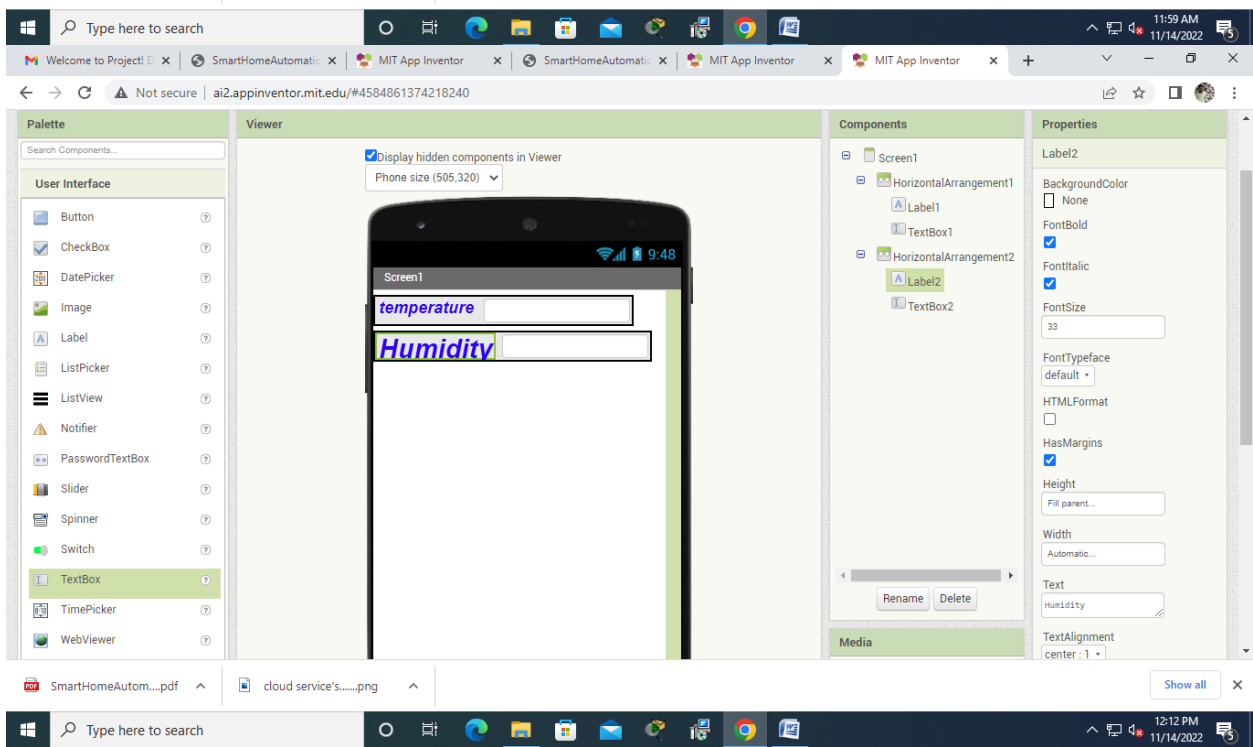 Type here to search
11:59 AM
11/14/2022
5
Welcome to Project! D
SmartHomeAutomatic
MIT App Inventor
SmartHomeAutomatic
MIT App Inventor
MIT App Inventor
Not secure | ai2.appinventor.mit.edu/#4584861374218240
Palette
Viewer
Components
Properties
Search Components...
User Interface
Button
CheckBox
DatePicker
Image
Label
ListPicker
ListView
Notifier
PasswordTextBox
Slider
Spinner
Switch
TextBox
TimePicker
WebViewer
Display hidden components in Viewer
Phone size (505,320)
9:48
Screen1
temperature
Humidity
Screen1
HorizontalArrangement1
Label1
TextBox1
HorizontalArrangement2
Label2
TextBox2
Rename Delete
Media
Label2
BackgroundColor
None
FontBold
FontItalic
FontSize
33
FontTypeface
default
HTMLFormat
HasMargins
Height
Fill parent...
Width
Automatic...
Text
Humidity
TextAlignment
center : 1
PDF SmartHomeAutom....pdf
cloud service's.......png
Show all
Type here to search
12:12 PM
11/14/2022
5